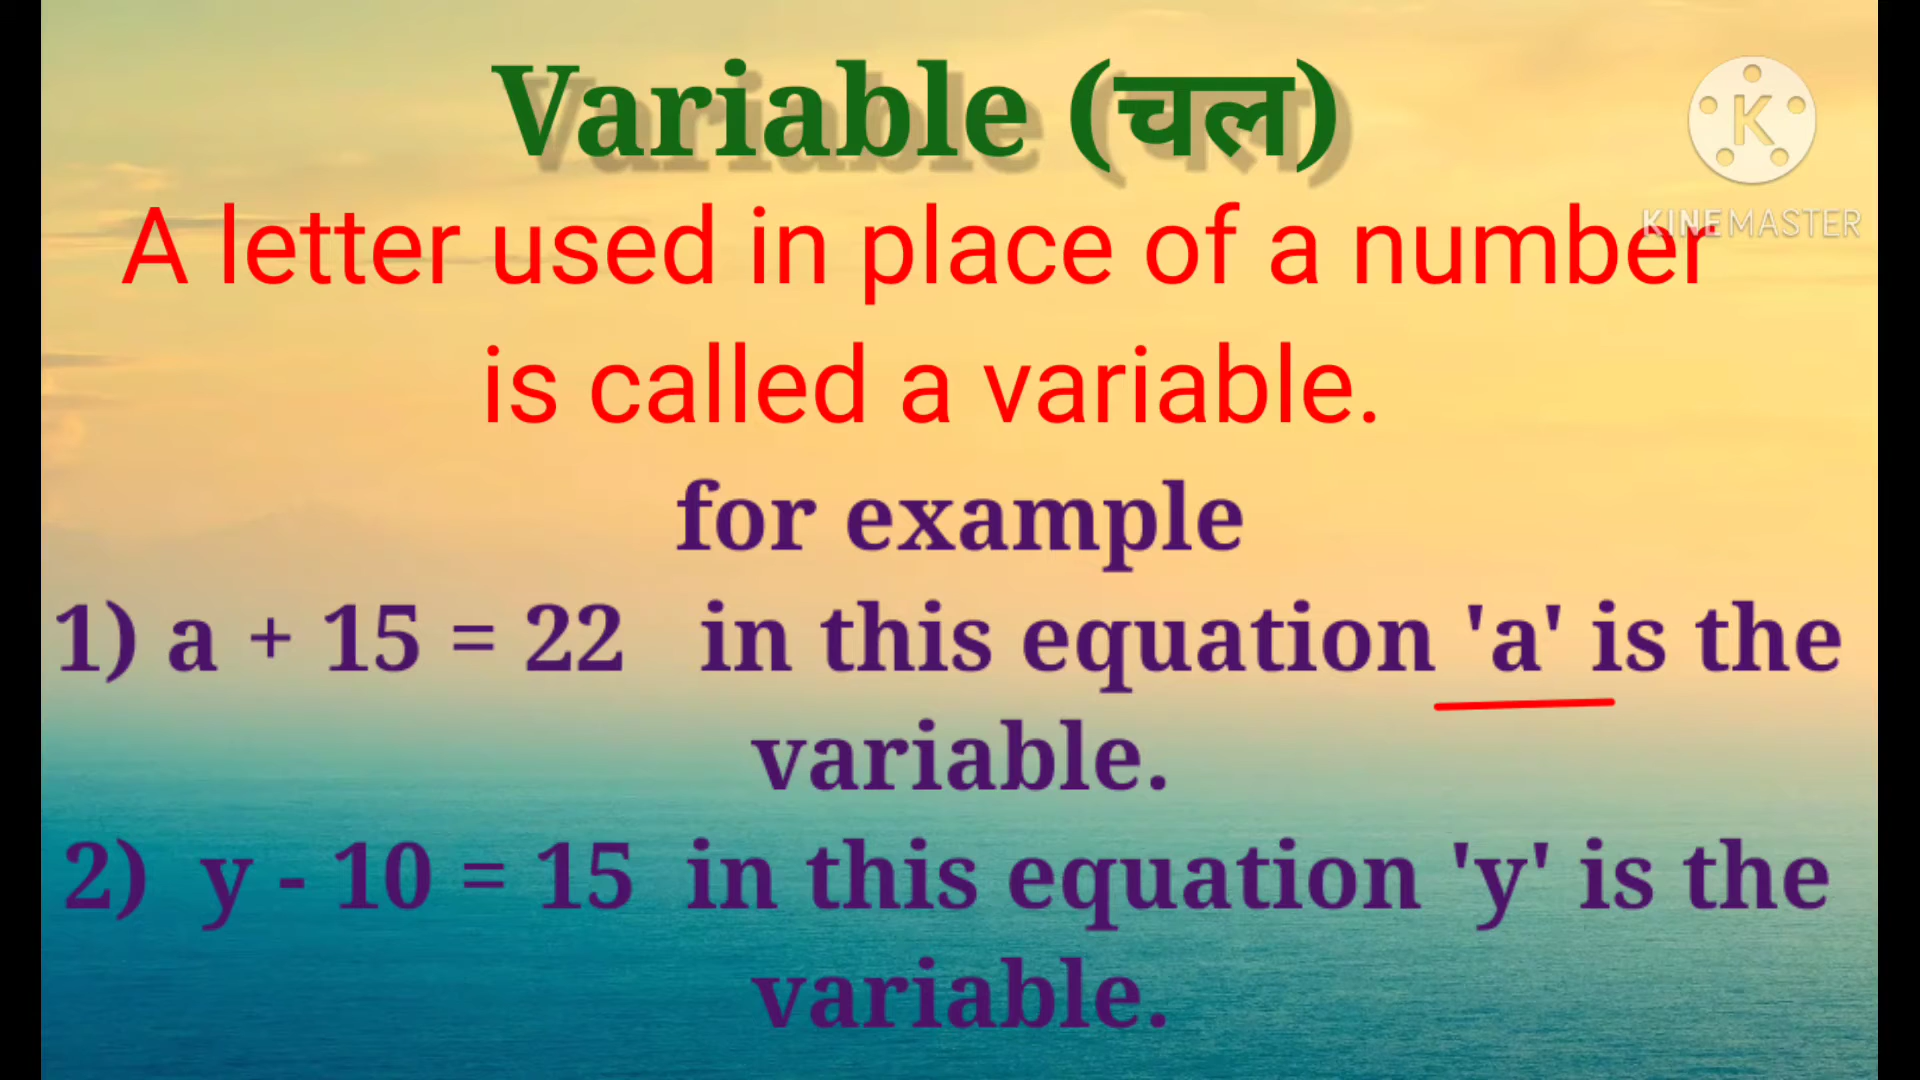 Variable (चल)
K
KINEMASTER
A letter used in place of a number
is called a variable.
for example
1) a + 15 = 22 in this equation 'a' is the
variable.
2) y - 10 = 15 in this equation 'y' is the
variable.